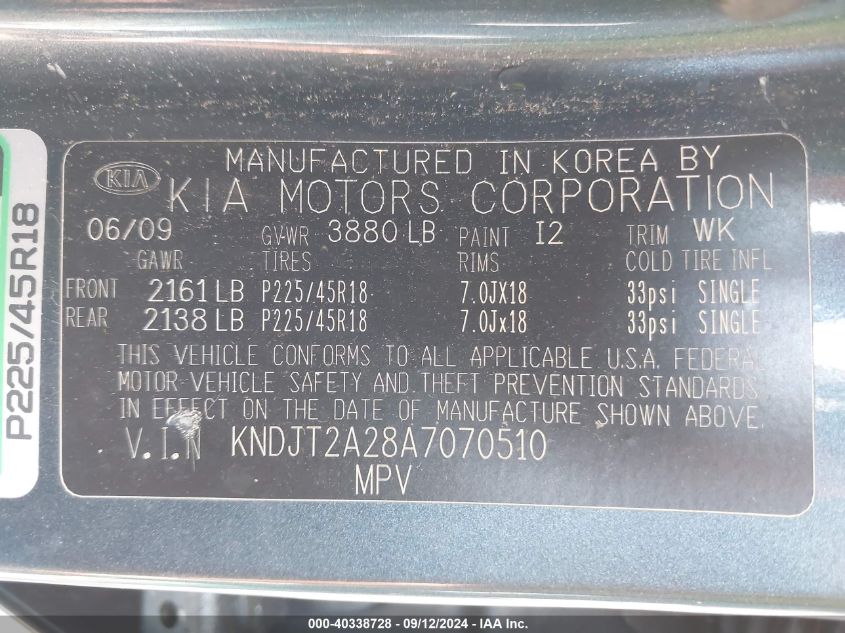 MANUFACTURED IN KOREA BY
KIA KIA MOTORS CORPORATION
06/09 GVWR 3880 LB PAINT I2 TRIM WK
GAWR TIRES RIMS COLD TIRE INFL
FRONT 2161 LB P225/45R18 7.0JX18 33psi SINGLE
REAR 2138 LB P225/45R18 7.0Jx18 33psi SINGLE
THIS VEHICLE CONFORMS TO ALL APPLICABLE U.S.A. FEDERAL
MOTOR VEHICLE SAFETY AND THEFT PREVENTION STANDARDS
IN EFFECT ON THE DATE OF MANUFACTURE SHOWN ABOVE.
V.I.N KNDJT2A28A7070510
MPV
P225/45R18
000-40338728 - 09/12/2024 - IAA Inc.